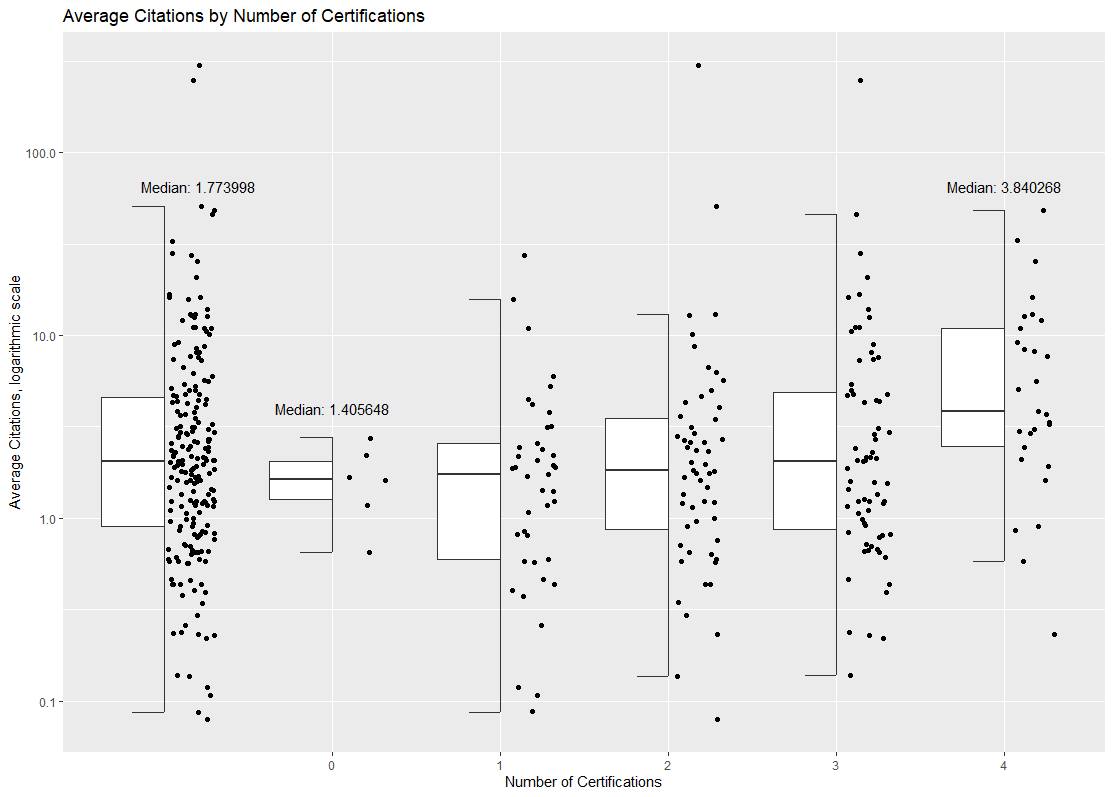 Average Citations by Number of Certifications
Average Citations, logarithmic scale
100.0
10.0
1.0
0.1
Median: 1.773998
Median: 1.405648
Median: 3.840268
0
1
2
3
4
Number of Certifications